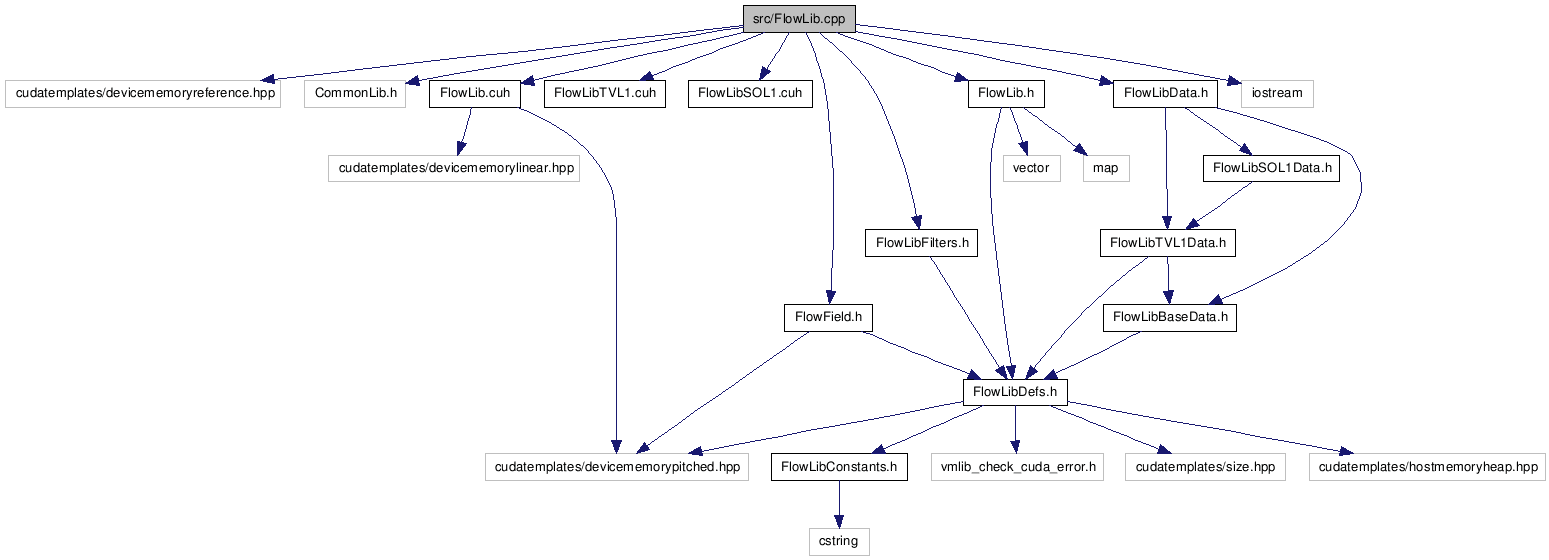 src/FlowLib.cpp
cudatemplates/devicememoryreference.hpp
CommonLib.h
FlowLib.cuh
FlowLibTVL1.cuh
FlowLibSOL1.cuh
FlowLib.h
FlowLibData.h
iostream
cudatemplates/devicememorylinear.hpp
vector
map
FlowLibSOL1Data.h
FlowLibFilters.h
FlowLibTVL1Data.h
FlowField.h
FlowLibBaseData.h
FlowLibDefs.h
cudatemplates/devicememorypitched.hpp
FlowLibConstants.h
vmlib_check_cuda_error.h
cudatemplates/size.hpp
cudatemplates/hostmemoryheap.hpp
cstring